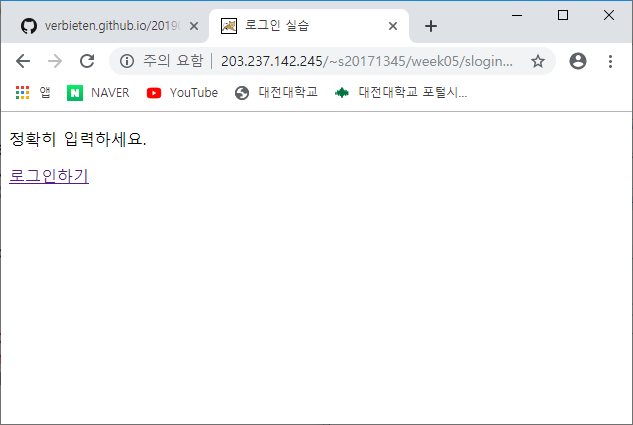 verbieten.github.io/2019
로그인 실습
주의 요함 203.237.142.245/~s20171345/week05/slogin...
앱 NAVER YouTube 대전대학교 대전대학교 포털시...
정확히 입력하세요.
로그인하기